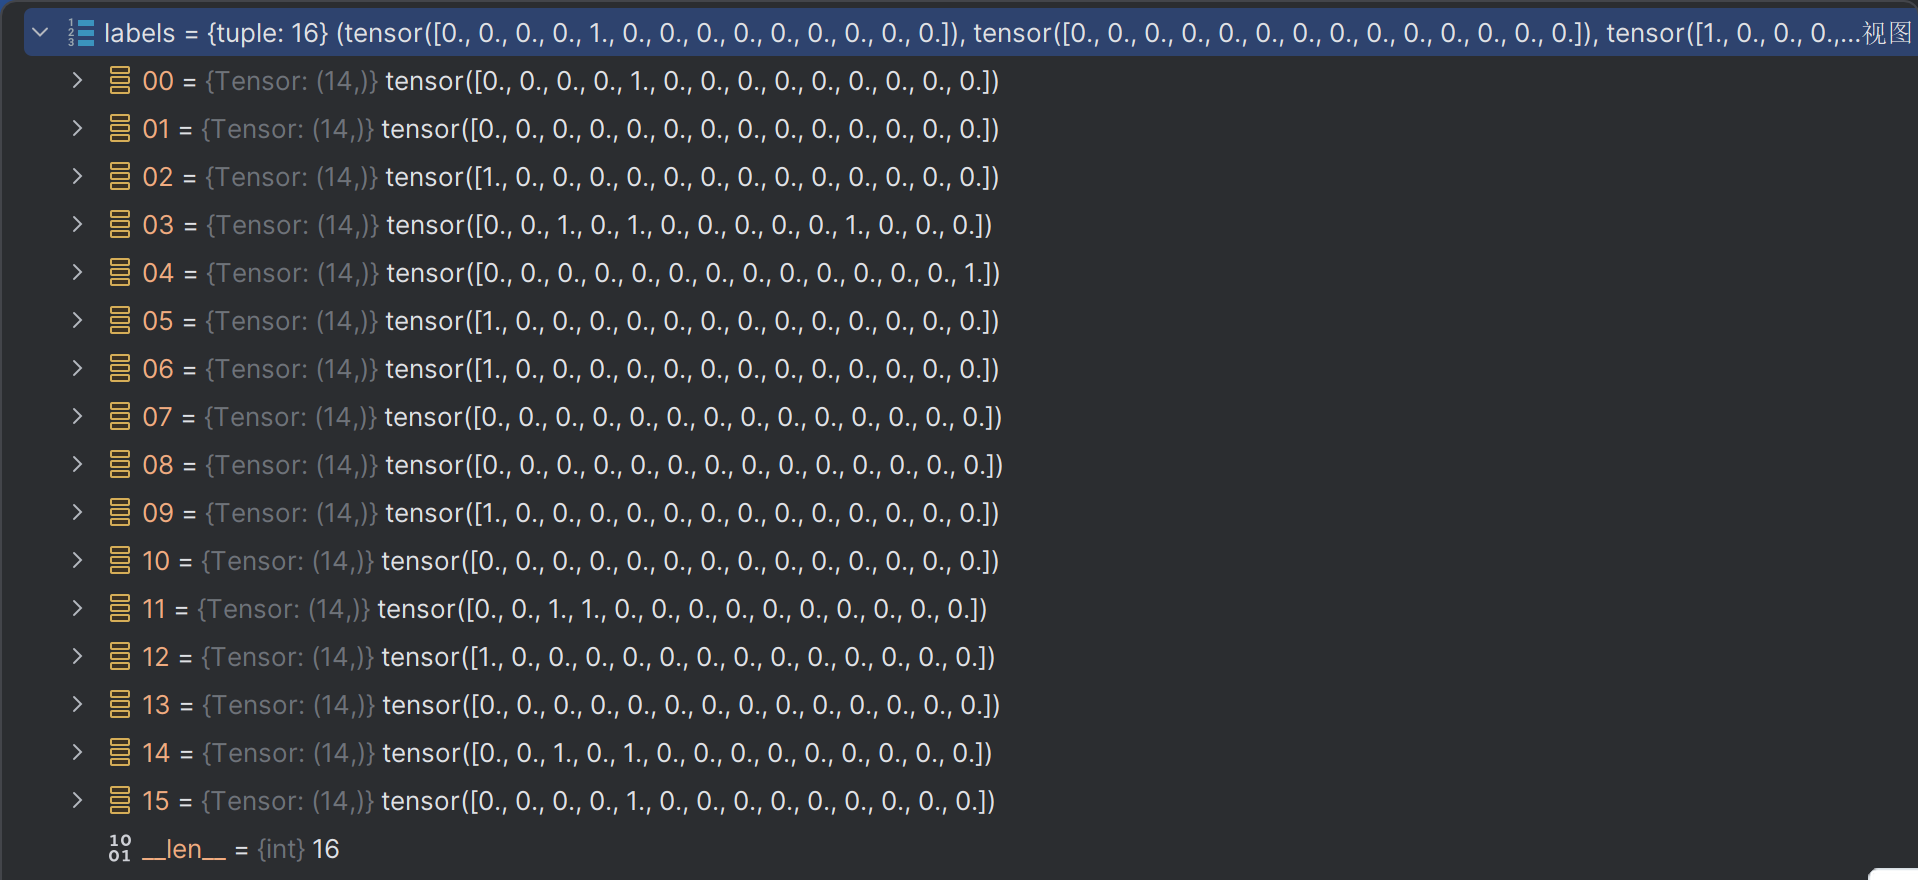 labels = {tuple: 16} (tensor([0., 0., 0., 0., 1., 0., 0., 0., 0., 0., 0., 0., 0., 0.]), tensor([0., 0., 0., 0., 0., 0., 0., 0., 0., 0., 0., 0., 0., 0.]), tensor([1., 0., 0., 0.,...视图
00 = {Tensor: (14,)} tensor([0., 0., 0., 0., 1., 0., 0., 0., 0., 0., 0., 0., 0., 0.])
01 = {Tensor: (14,)} tensor([0., 0., 0., 0., 0., 0., 0., 0., 0., 0., 0., 0., 0., 0.])
02 = {Tensor: (14,)} tensor([1., 0., 0., 0., 0., 0., 0., 0., 0., 0., 0., 0., 0., 0.])
03 = {Tensor: (14,)} tensor([0., 0., 1., 0., 1., 0., 0., 0., 0., 0., 1., 0., 0., 0.])
04 = {Tensor: (14,)} tensor([0., 0., 0., 0., 0., 0., 0., 0., 0., 0., 0., 0., 0., 1.])
05 = {Tensor: (14,)} tensor([1., 0., 0., 0., 0., 0., 0., 0., 0., 0., 0., 0., 0., 0.])
06 = {Tensor: (14,)} tensor([1., 0., 0., 0., 0., 0., 0., 0., 0., 0., 0., 0., 0., 0.])
07 = {Tensor: (14,)} tensor([0., 0., 0., 0., 0., 0., 0., 0., 0., 0., 0., 0., 0., 0.])
08 = {Tensor: (14,)} tensor([0., 0., 0., 0., 0., 0., 0., 0., 0., 0., 0., 0., 0., 0.])
09 = {Tensor: (14,)} tensor([1., 0., 0., 0., 0., 0., 0., 0., 0., 0., 0., 0., 0., 0.])
10 = {Tensor: (14,)} tensor([0., 0., 0., 0., 0., 0., 0., 0., 0., 0., 0., 0., 0., 0.])
11 = {Tensor: (14,)} tensor([0., 0., 1., 1., 0., 0., 0., 0., 0., 0., 0., 0., 0., 0.])
12 = {Tensor: (14,)} tensor([1., 0., 0., 0., 0., 0., 0., 0., 0., 0., 0., 0., 0., 0.])
13 = {Tensor: (14,)} tensor([0., 0., 0., 0., 0., 0., 0., 0., 0., 0., 0., 0., 0., 0.])
14 = {Tensor: (14,)} tensor([0., 0., 1., 0., 1., 0., 0., 0., 0., 0., 0., 0., 0., 0.])
15 = {Tensor: (14,)} tensor([0., 0., 0., 0., 1., 0., 0., 0., 0., 0., 0., 0., 0., 0.])
__len__ = {int} 16